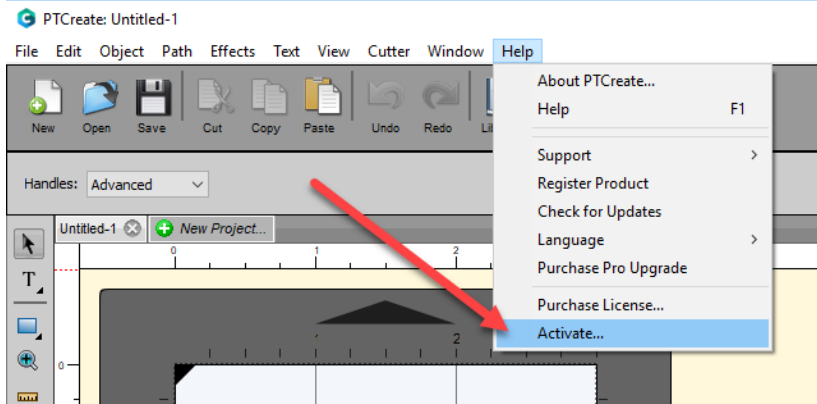 PTCreate: Untitled-1
File Edit Object Path Effects Text View Cutter Window Help
New Open Save Cut Copy Paste Undo Redo
Handles: Advanced
Untitled-1 New Project...
About PTCreate...
Help F1
Support
Register Product
Check for Updates
Language
Purchase Pro Upgrade
Purchase License...
Activate...
0 1 2
T
2
0